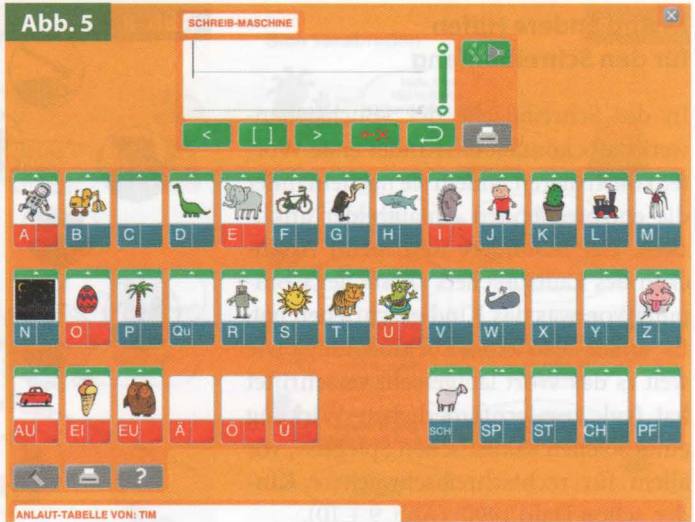 Abb. 5
SCHREIB-MASCHINE
< [ ] >
A B C D E F G H I J K L M
N O P Qu R S T U V W X Y Z
AU EI EU Ä Ö Ü SCH SP ST CH PF
?
ANLAUT-TABELLE VON: TIM